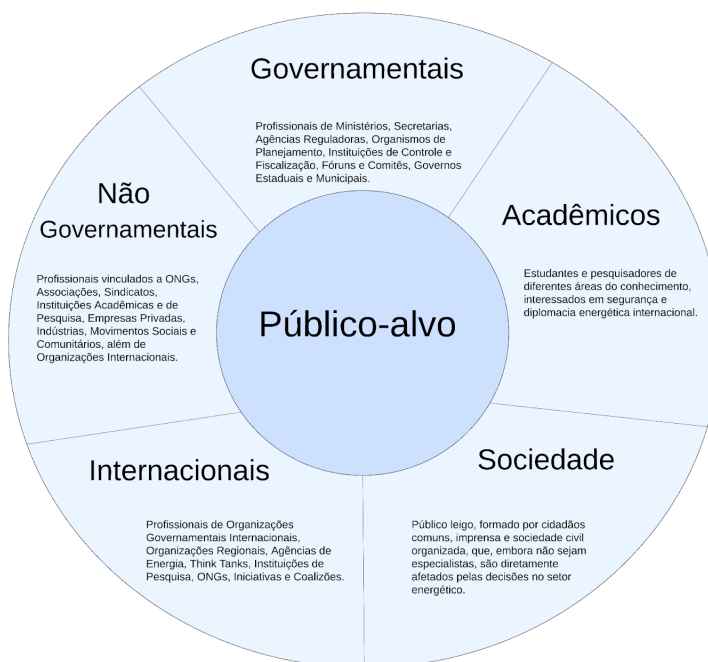 Governamentais
Profissionais de Ministérios, Secretarias,
Agências Reguladoras, Organismos de
Planejamento, Instituições de Controle e
Fiscalização, Fóruns e Comitês, Governos
Estaduais e Municipais.
Não
Governamentais
Profissionais vinculados a ONGs,
Associações, Sindicatos,
Instituições Acadêmicas e de
Pesquisa, Empresas Privadas,
Indústrias, Movimentos Sociais e
Comunitários, além de
Organizações Internacionais.
Acadêmicos
Estudantes e pesquisadores de
diferentes áreas do conhecimento,
interessados em segurança e
diplomacia energética internacional.
Público-alvo
Internacionais
Profissionais de Organizações
Governamentais Internacionais,
Organizações Regionais, Agências de
Energia, Think Tanks, Instituições de
Pesquisa, ONGs, Iniciativas e Coalizões.
Sociedade
Público leigo, formado por cidadãos
comuns, imprensa e sociedade civil
organizada, que, embora não sejam
especialistas, são diretamente
afetados pelas decisões no setor
energético.